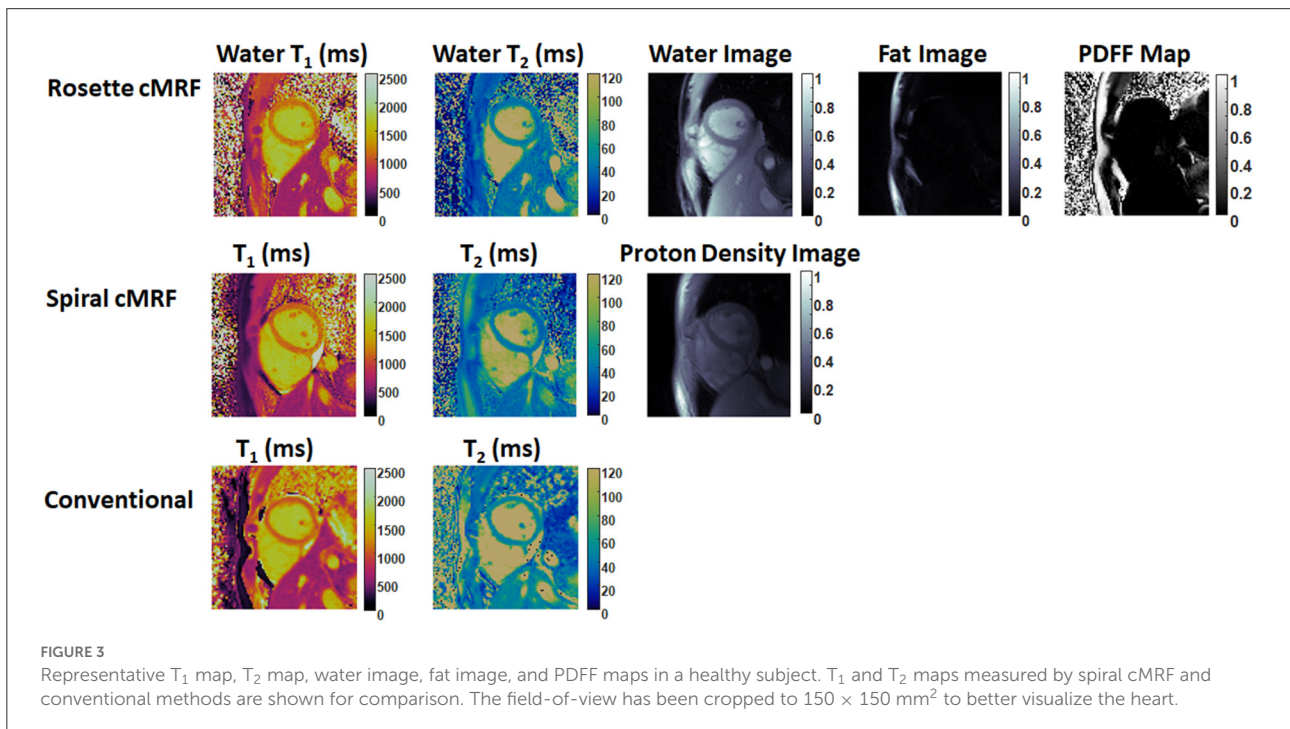 Water T₁ (ms) Water T₂ (ms) Water Image Fat Image PDFF Map
Rosette cMRF
2500 120 1 1 1
2000 100 0.8 0.8 0.8
1500 80 0.6 0.6 0.6
1000 60 0.4 0.4 0.4
500 40 0.2 0.2 0.2
0 20 0 0 0
0
T₁ (ms) T₂ (ms) Proton Density Image
Spiral cMRF
2500 120 1
2000 100 0.8
1500 80 0.6
1000 60 0.4
500 40 0.2
0 20 0
0
T₁ (ms) T₂ (ms)
Conventional
2500 120
2000 100
1500 80
1000 60
500 40
0 20
0
FIGURE 3
Representative T₁ map, T₂ map, water image, fat image, and PDFF maps in a healthy subject. T₁ and T₂ maps measured by spiral cMRF and
conventional methods are shown for comparison. The field-of-view has been cropped to 150 × 150 mm² to better visualize the heart.